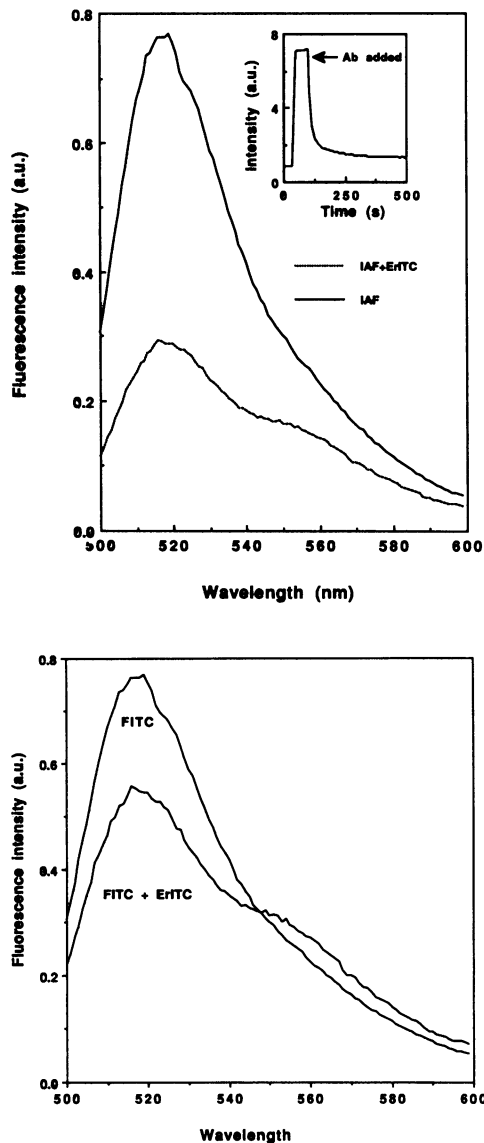 0.8
0.6
0.4
0.2
0.0
Fluorescence intensity (a.u.)
8
6
4
2
0
Intensity (a.u.)
Ab added
0
250
500
Time (s)
IAF+ErITC
IAF
500
520
540
560
580
600
Wavelength (nm)
0.8
0.6
0.4
0.2
0.0
Fluorescence intensity (a.u.)
FITC
FITC + ErITC
500
520
540
560
580
600
Wavelength